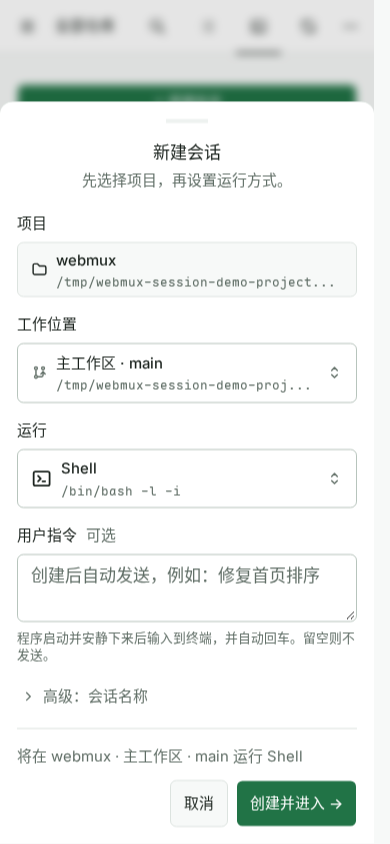 新建会话
先选择项目，再设置运行方式。
项目
webmux
/tmp/webmux-session-demo-project...
工作位置
主工作区 · main
/tmp/webmux-session-demo-proj...
运行
Shell
/bin/bash -l -i
用户指令 可选
创建后自动发送，例如：修复首页排序
程序启动并安静下来后输入到终端，并自动回车。留空则不
发送。
高级：会话名称
将在 webmux · 主工作区 · main 运行 Shell
取消 创建并进入 →